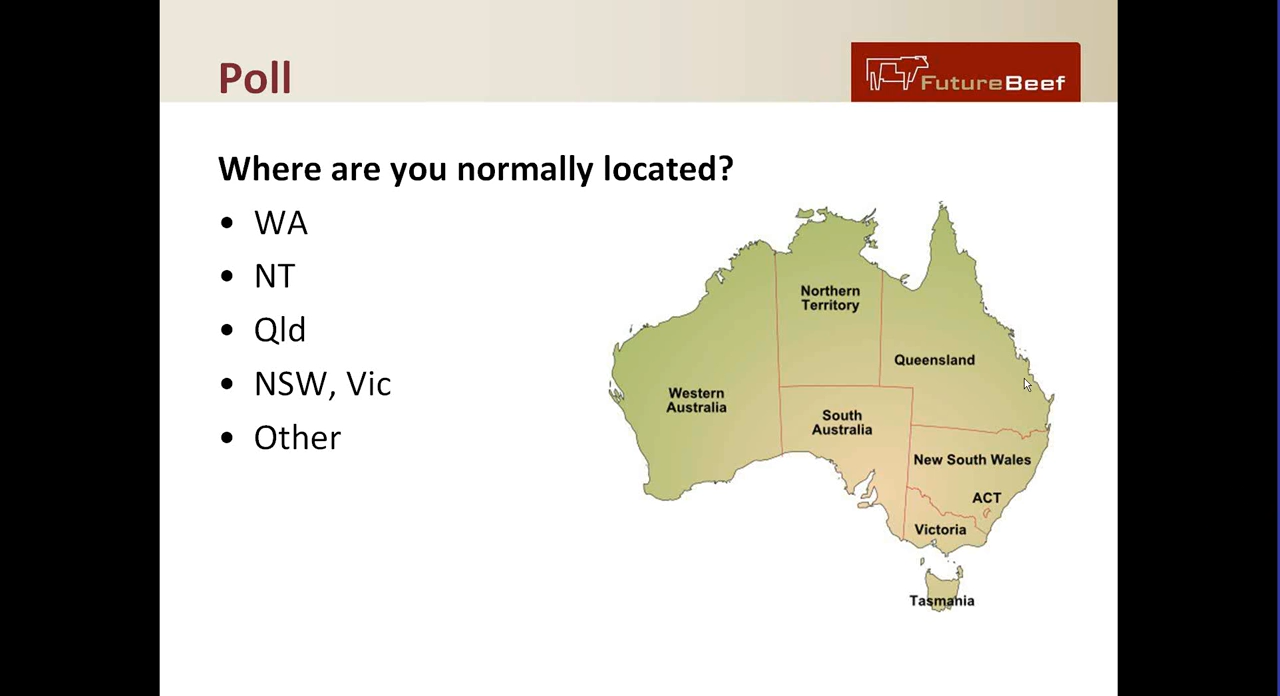 Poll
FutureBeef
Where are you normally located?
• WA
• NT
• Qld
• NSW, Vic
• Other
Northern
Territory
Queensland
Western
Australia
South
Australia
New South Wales
ACT
Victoria
Tasmania